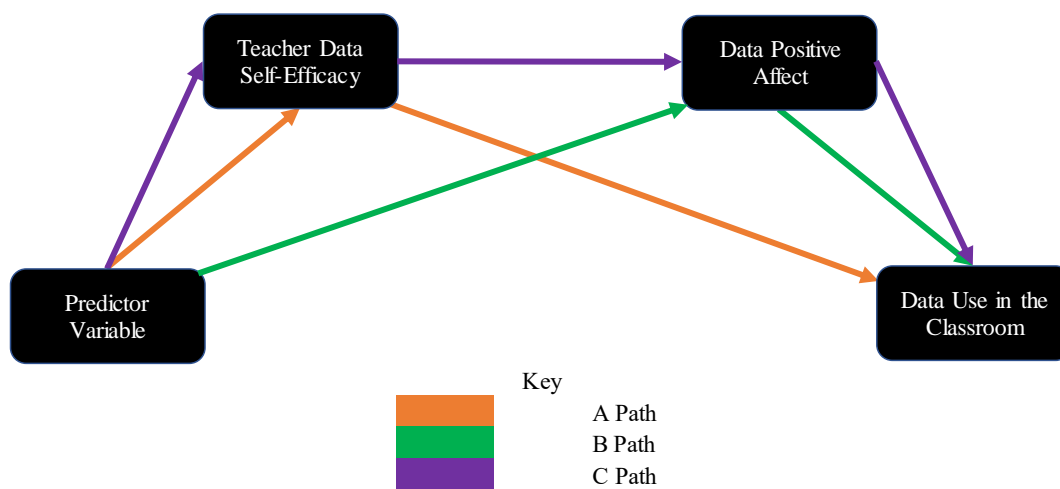 Teacher Data
Self-Efficacy
Data Positive
Affect
Predictor
Variable
Data Use in the
Classroom
Key
A Path
B Path
C Path